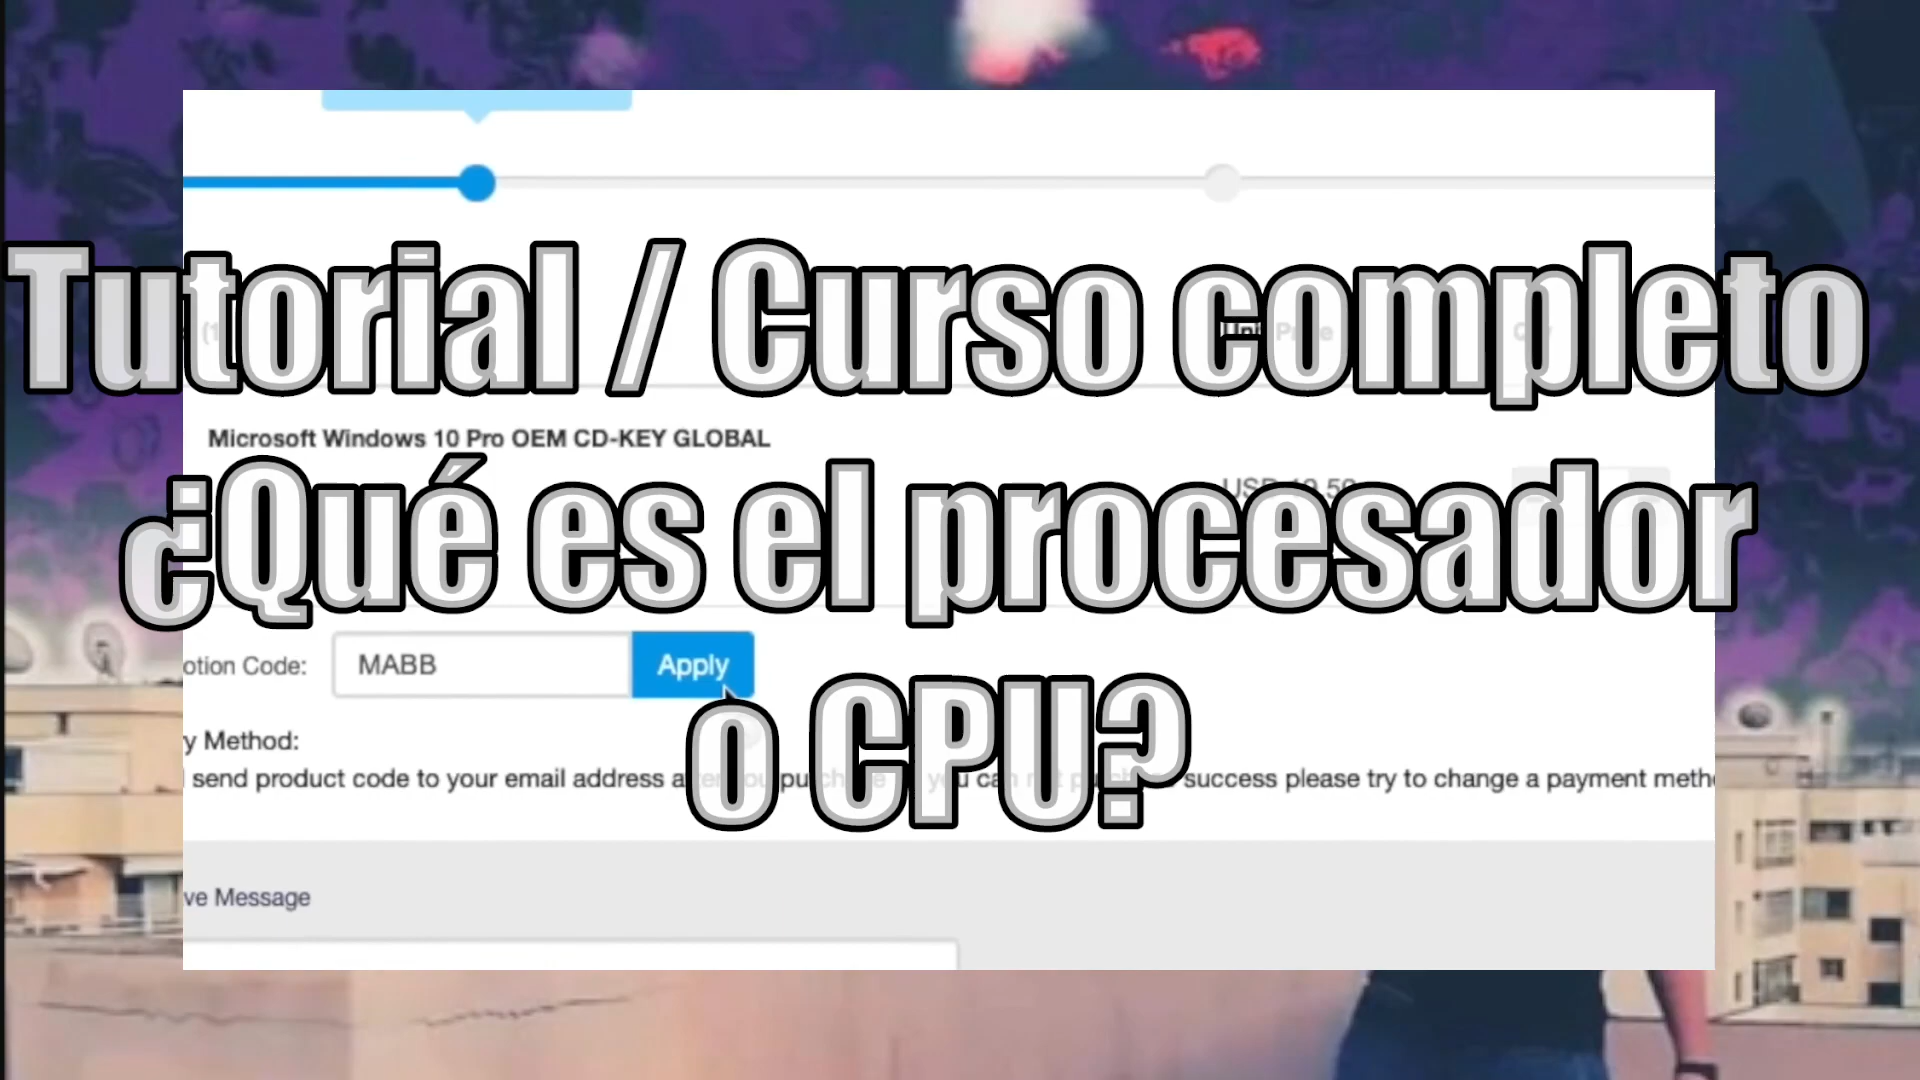 Tutorial / Curso completo
Microsoft Windows 10 Pro OEM CD-KEY GLOBAL
¿Qué es el procesador
otion Code: MABB Apply
o CPU?
y Method:
send product code to your email address success please try to change a payment meth
ve Message